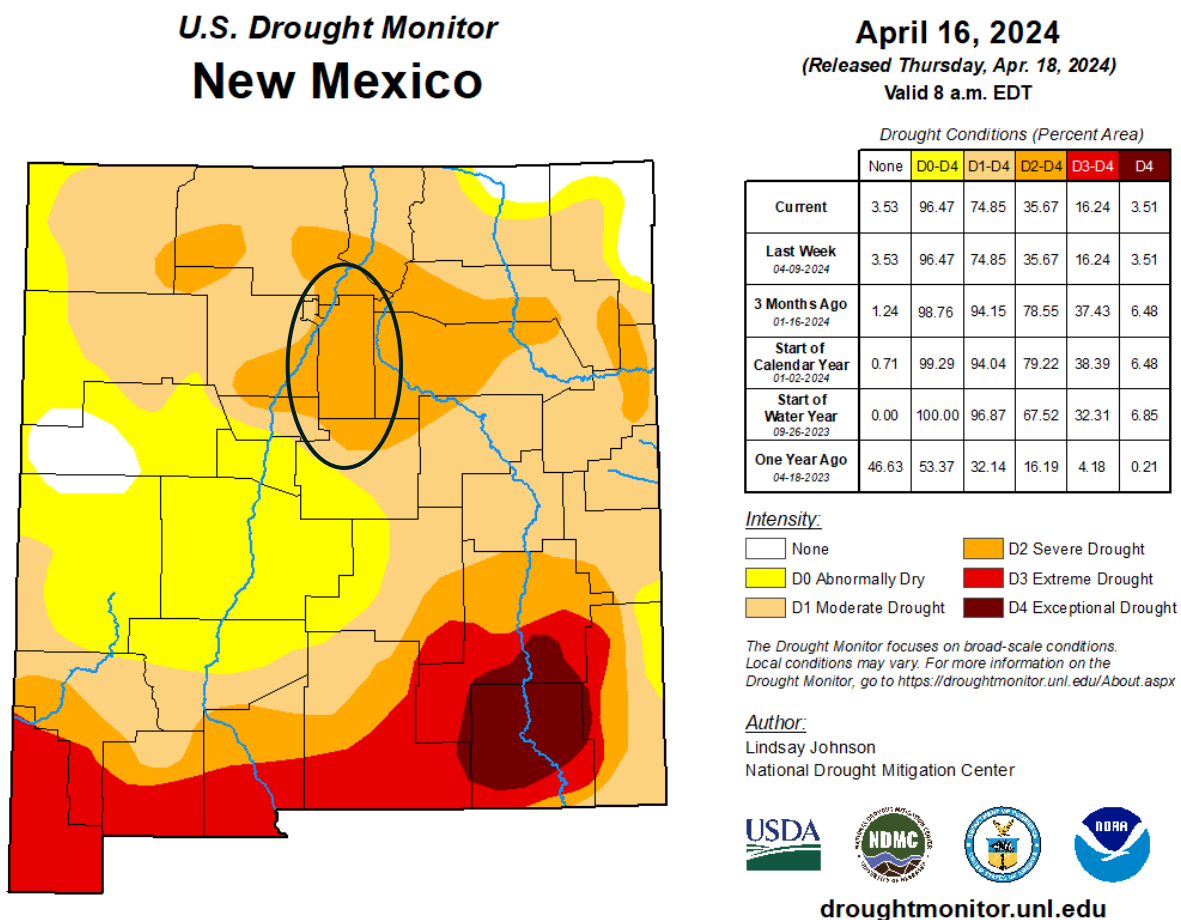 U.S. Drought Monitor
New Mexico
April 16, 2024
(Released Thursday, Apr. 18, 2024)
Valid 8 a.m. EDT
Drought Conditions (Percent Area)
None D0-D4 D1-D4 D2-D4 D3-D4 D4
Current 3.53 96.47 74.85 35.67 16.24 3.51
Last Week
04-09-2024 3.53 96.47 74.85 35.67 16.24 3.51
3 Months Ago
01-16-2024 1.24 98.76 94.15 78.55 37.43 6.48
Start of
Calendar Year
01-02-2024 0.71 99.29 94.04 79.22 38.39 6.48
Start of
Water Year
09-26-2023 0.00 100.00 96.87 67.52 32.31 6.85
One Year Ago
04-18-2023 46.63 53.37 32.14 16.19 4.18 0.21
Intensity:
None
D0 Abnormally Dry
D1 Moderate Drought
D2 Severe Drought
D3 Extreme Drought
D4 Exceptional Drought
The Drought Monitor focuses on broad-scale conditions.
Local conditions may vary. For more information on the
Drought Monitor, go to https://droughtmonitor.unl.edu/About.aspx
Author:
Lindsay Johnson
National Drought Mitigation Center
USDA
NDMC
NOAA
droughtmonitor.unl.edu